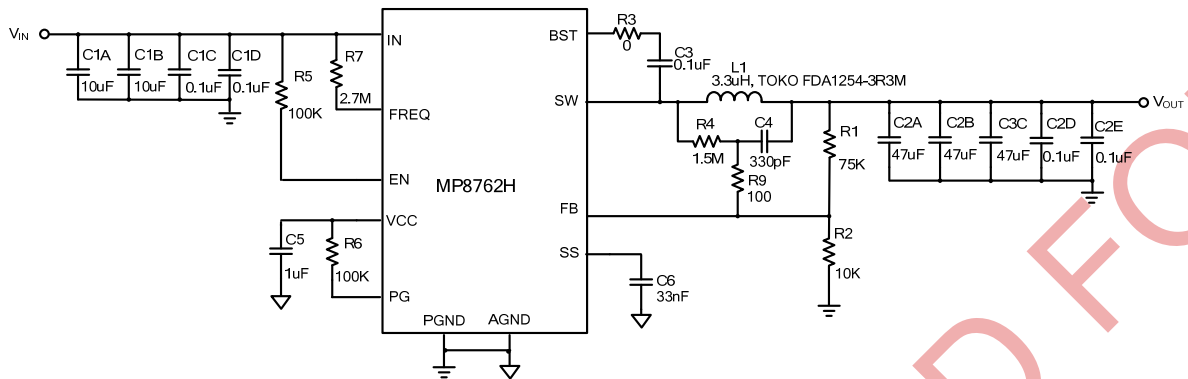 VIN
C1A
10uF
C1B
10uF
C1C
0.1uF
C1D
0.1uF
R5
100K
R7
2.7M
IN
FREQ
EN
VCC
PG
PGND
AGND
MP8762H
BST
SW
FB
SS
C5
1uF
R6
100K
R3
0
C3
0.1uF
L1
3.3uH, TOKO FDA1254-3R3M
R4
1.5M
C4
330pF
R9
100
R1
75K
R2
10K
C6
33nF
C2A
47uF
C2B
47uF
C3C
47uF
C2D
0.1uF
C2E
0.1uF
VOUT
D FO